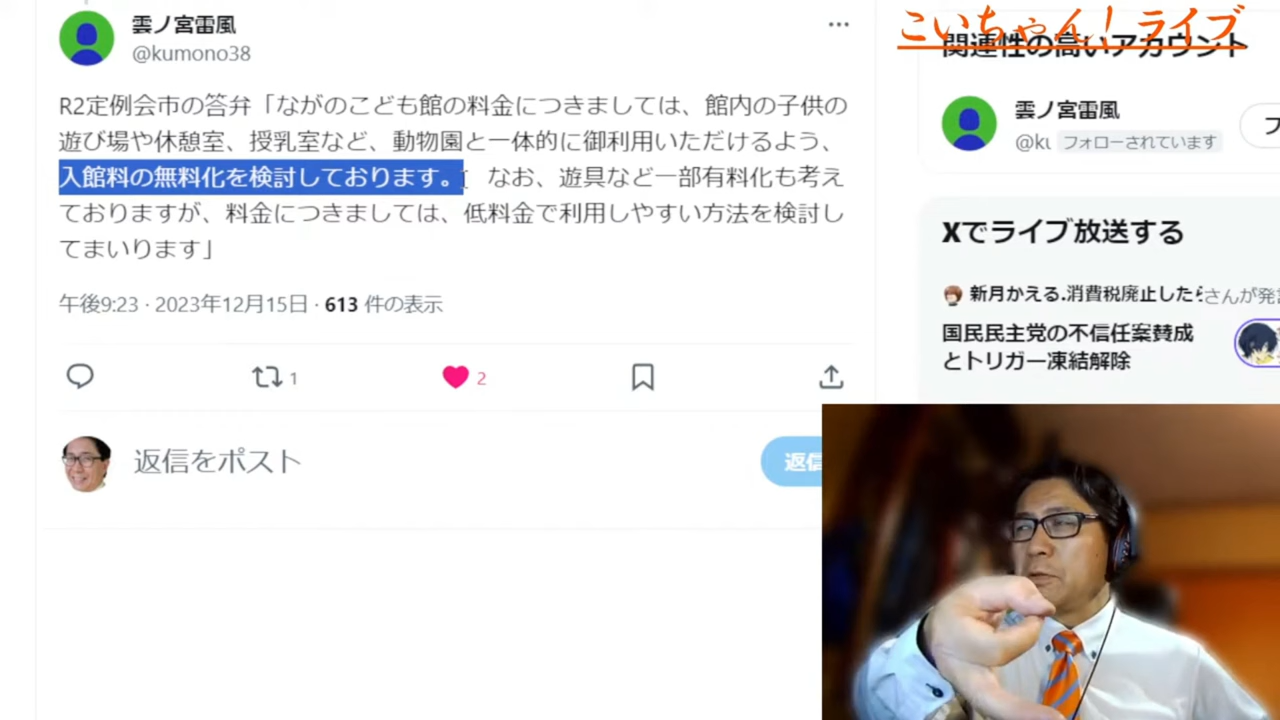 雲ノ宮雷風
@kumono38
R2定例会市の答弁「ながのこども館の料金につきましては、館内の子供の
遊び場や休憩室、授乳室など、動物園と一体的に御利用いただけるよう、
入館料の無料化を検討しております。 なお、遊具など一部有料化も考え
ておりますが、料金につきましては、低料金で利用しやすい方法を検討し
てまいります」
午後9:23 · 2023年12月15日 · 613 件の表示
1
2
返信をポスト
返信
こいちゃん!ライブ
関連性の高いアカウント
雲ノ宮雷風
@ku フォローされています
フ
Xでライブ放送する
新月かえる.消費税廃止したら さんが発言
国民民主党の不信任案賛成
とトリガー凍結解除